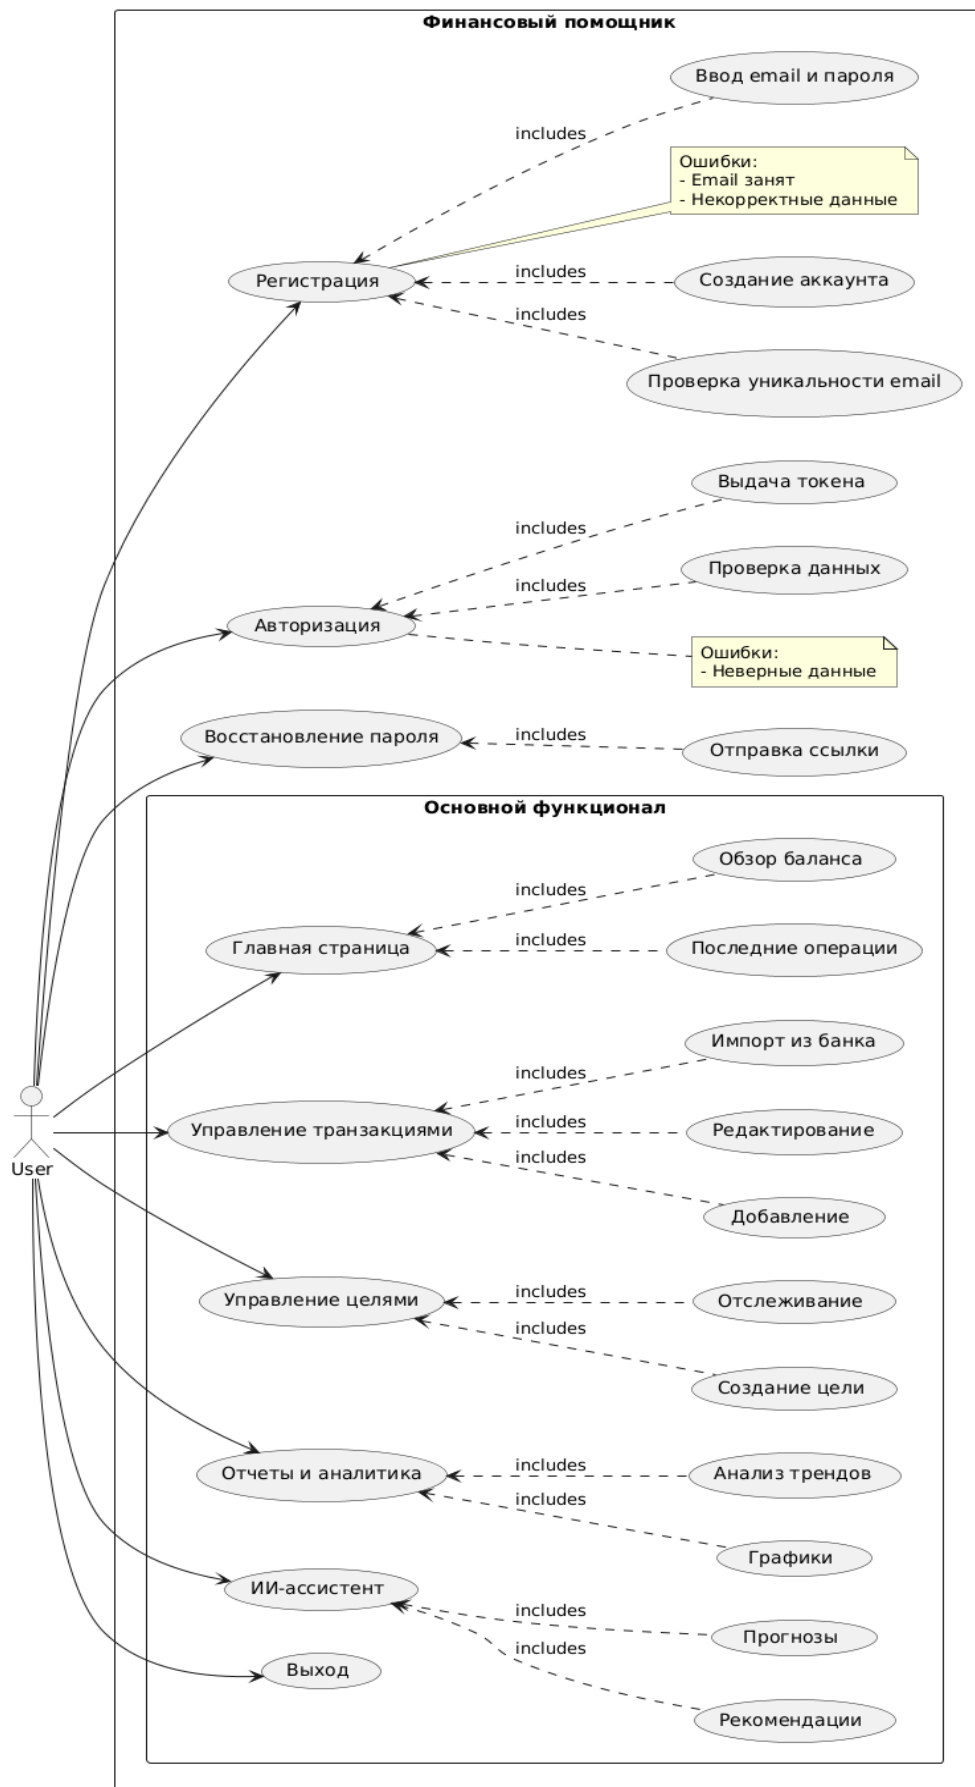 Финансовый помощник
Ввод email и пароля
includes
Ошибки:
- Email занят
- Некорректные данные
Регистрация
includes
Создание аккаунта
includes
Проверка уникальности email
Выдача токена
includes
Проверка данных
includes
Авторизация
Ошибки:
- Неверные данные
Восстановление пароля
includes
Отправка ссылки
Основной функционал
Обзор баланса
includes
Главная страница
includes
Последние операции
Импорт из банка
includes
Управление транзакциями
includes
Редактирование
includes
Добавление
User
Управление целями
includes
Отслеживание
includes
Создание цели
Отчеты и аналитика
includes
Анализ трендов
includes
Графики
ИИ-ассистент
includes
Прогнозы
includes
Выход
Рекомендации